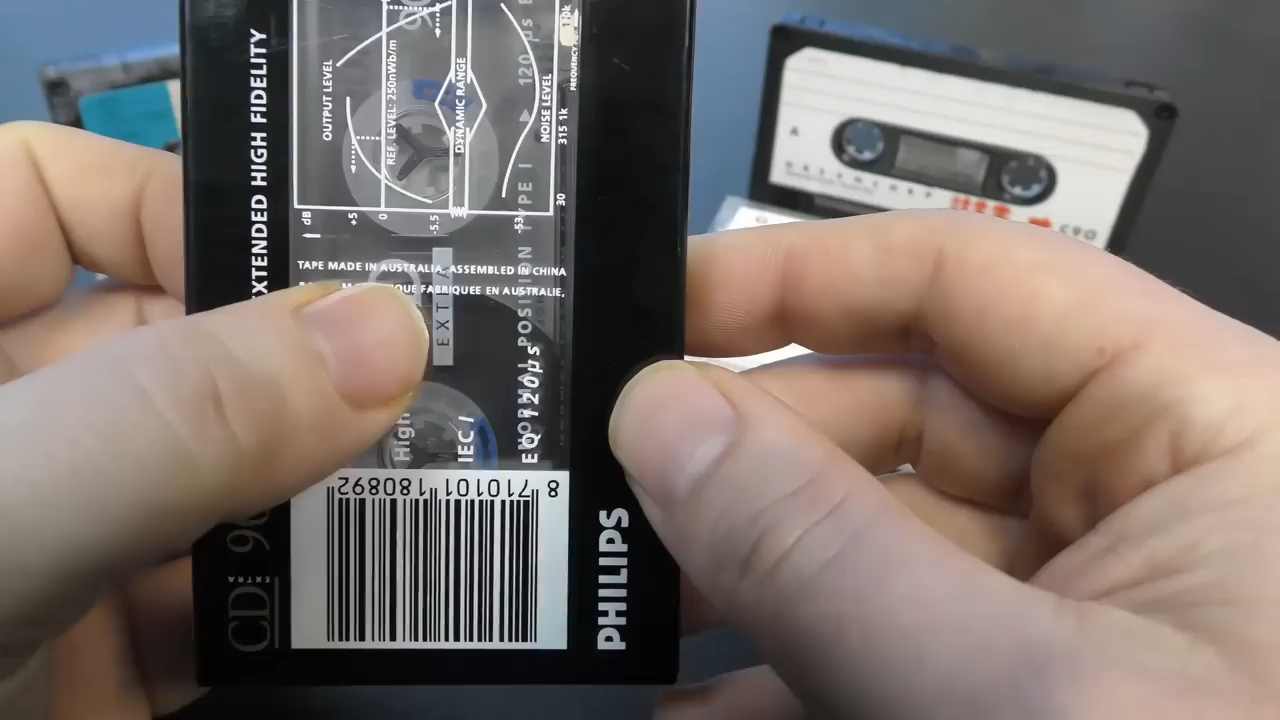 EXTENDED HIGH FIDELITY
CD EXTRA 90
OUTPUT LEVEL
REF. LEVEL: 250nWb/m
DYNAMIC RANGE
NOISE LEVEL
dB
+5
0
-5.5
-53
30
315 1k
10k
TAPE MADE IN AUSTRALIA, ASSEMBLED IN CHINA
FABRIQUEE EN AUSTRALIE,
EXTRA
NORMAL POSITION TYPE I ▶ 120 µs
High
IEC I
EQ 120µs
8 710101 180892
PHILIPS
A
C90